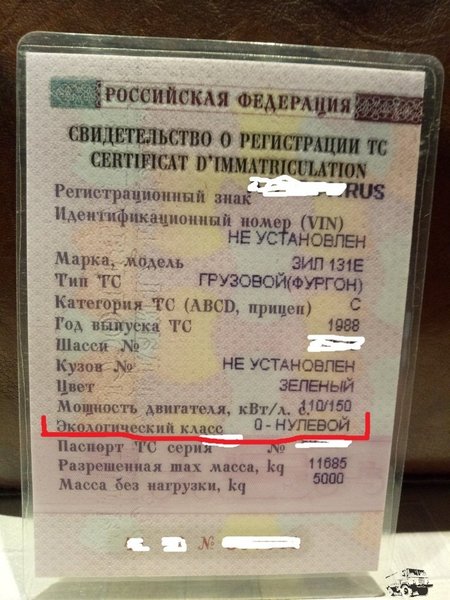 РОССИЙСКАЯ ФЕДЕРАЦИЯ
СВИДЕТЕЛЬСТВО О РЕГИСТРАЦИИ ТС
CERTIFICAT D'IMMATRICULATION
Регистрационный знак RUS
Идентификационный номер (VIN)
НЕ УСТАНОВЛЕН
Марка, модель ЗИЛ 131Е
Тип ТС ГРУЗОВОЙ(ФУРГОН)
Категория ТС (ABCD, прицеп) C
Год выпуска ТС 1988
Шасси №
Кузов № НЕ УСТАНОВЛЕН
Цвет ЗЕЛЕНЫЙ
Мощность двигателя, кВт/л. с. 110/150
Экологический класс 0 - НУЛЕВОЙ
Паспорт ТС серия №
Разрешенная max масса, kg 11685
Масса без нагрузки, kg 5000
№